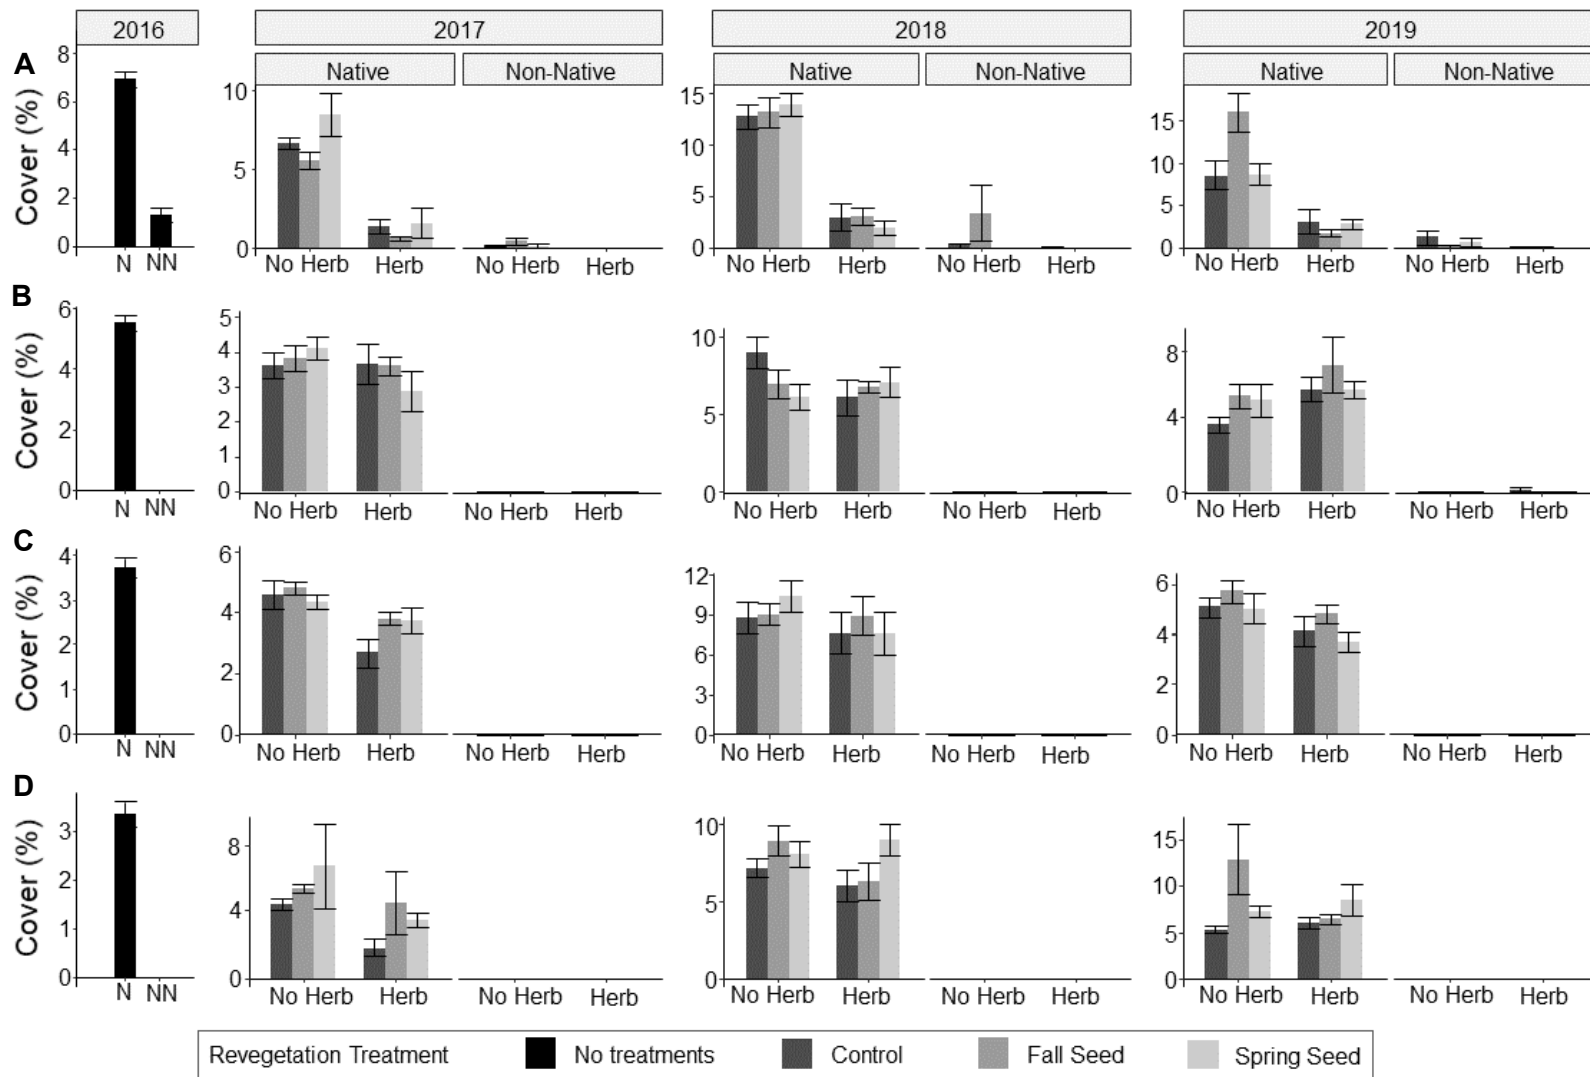 2016 2017 2018 2019
Native Non-Native Native Non-Native Native Non-Native
A
Cover (%)
8
6
4
2
0
N NN
10
5
0
No Herb Herb No Herb Herb
15
10
5
0
No Herb Herb No Herb Herb
15
10
5
0
No Herb Herb No Herb Herb
B
Cover (%)
6
4
2
0
N NN
5
4
3
2
1
0
No Herb Herb No Herb Herb
10
5
0
No Herb Herb No Herb Herb
8
4
0
No Herb Herb No Herb Herb
C
Cover (%)
4
3
2
1
0
N NN
6
4
2
0
No Herb Herb No Herb Herb
12
9
6
3
0
No Herb Herb No Herb Herb
6
4
2
0
No Herb Herb No Herb Herb
D
Cover (%)
3
2
1
0
N NN
8
4
0
No Herb Herb No Herb Herb
10
5
0
No Herb Herb No Herb Herb
15
10
5
0
No Herb Herb No Herb Herb
Revegetation Treatment No treatments Control Fall Seed Spring Seed